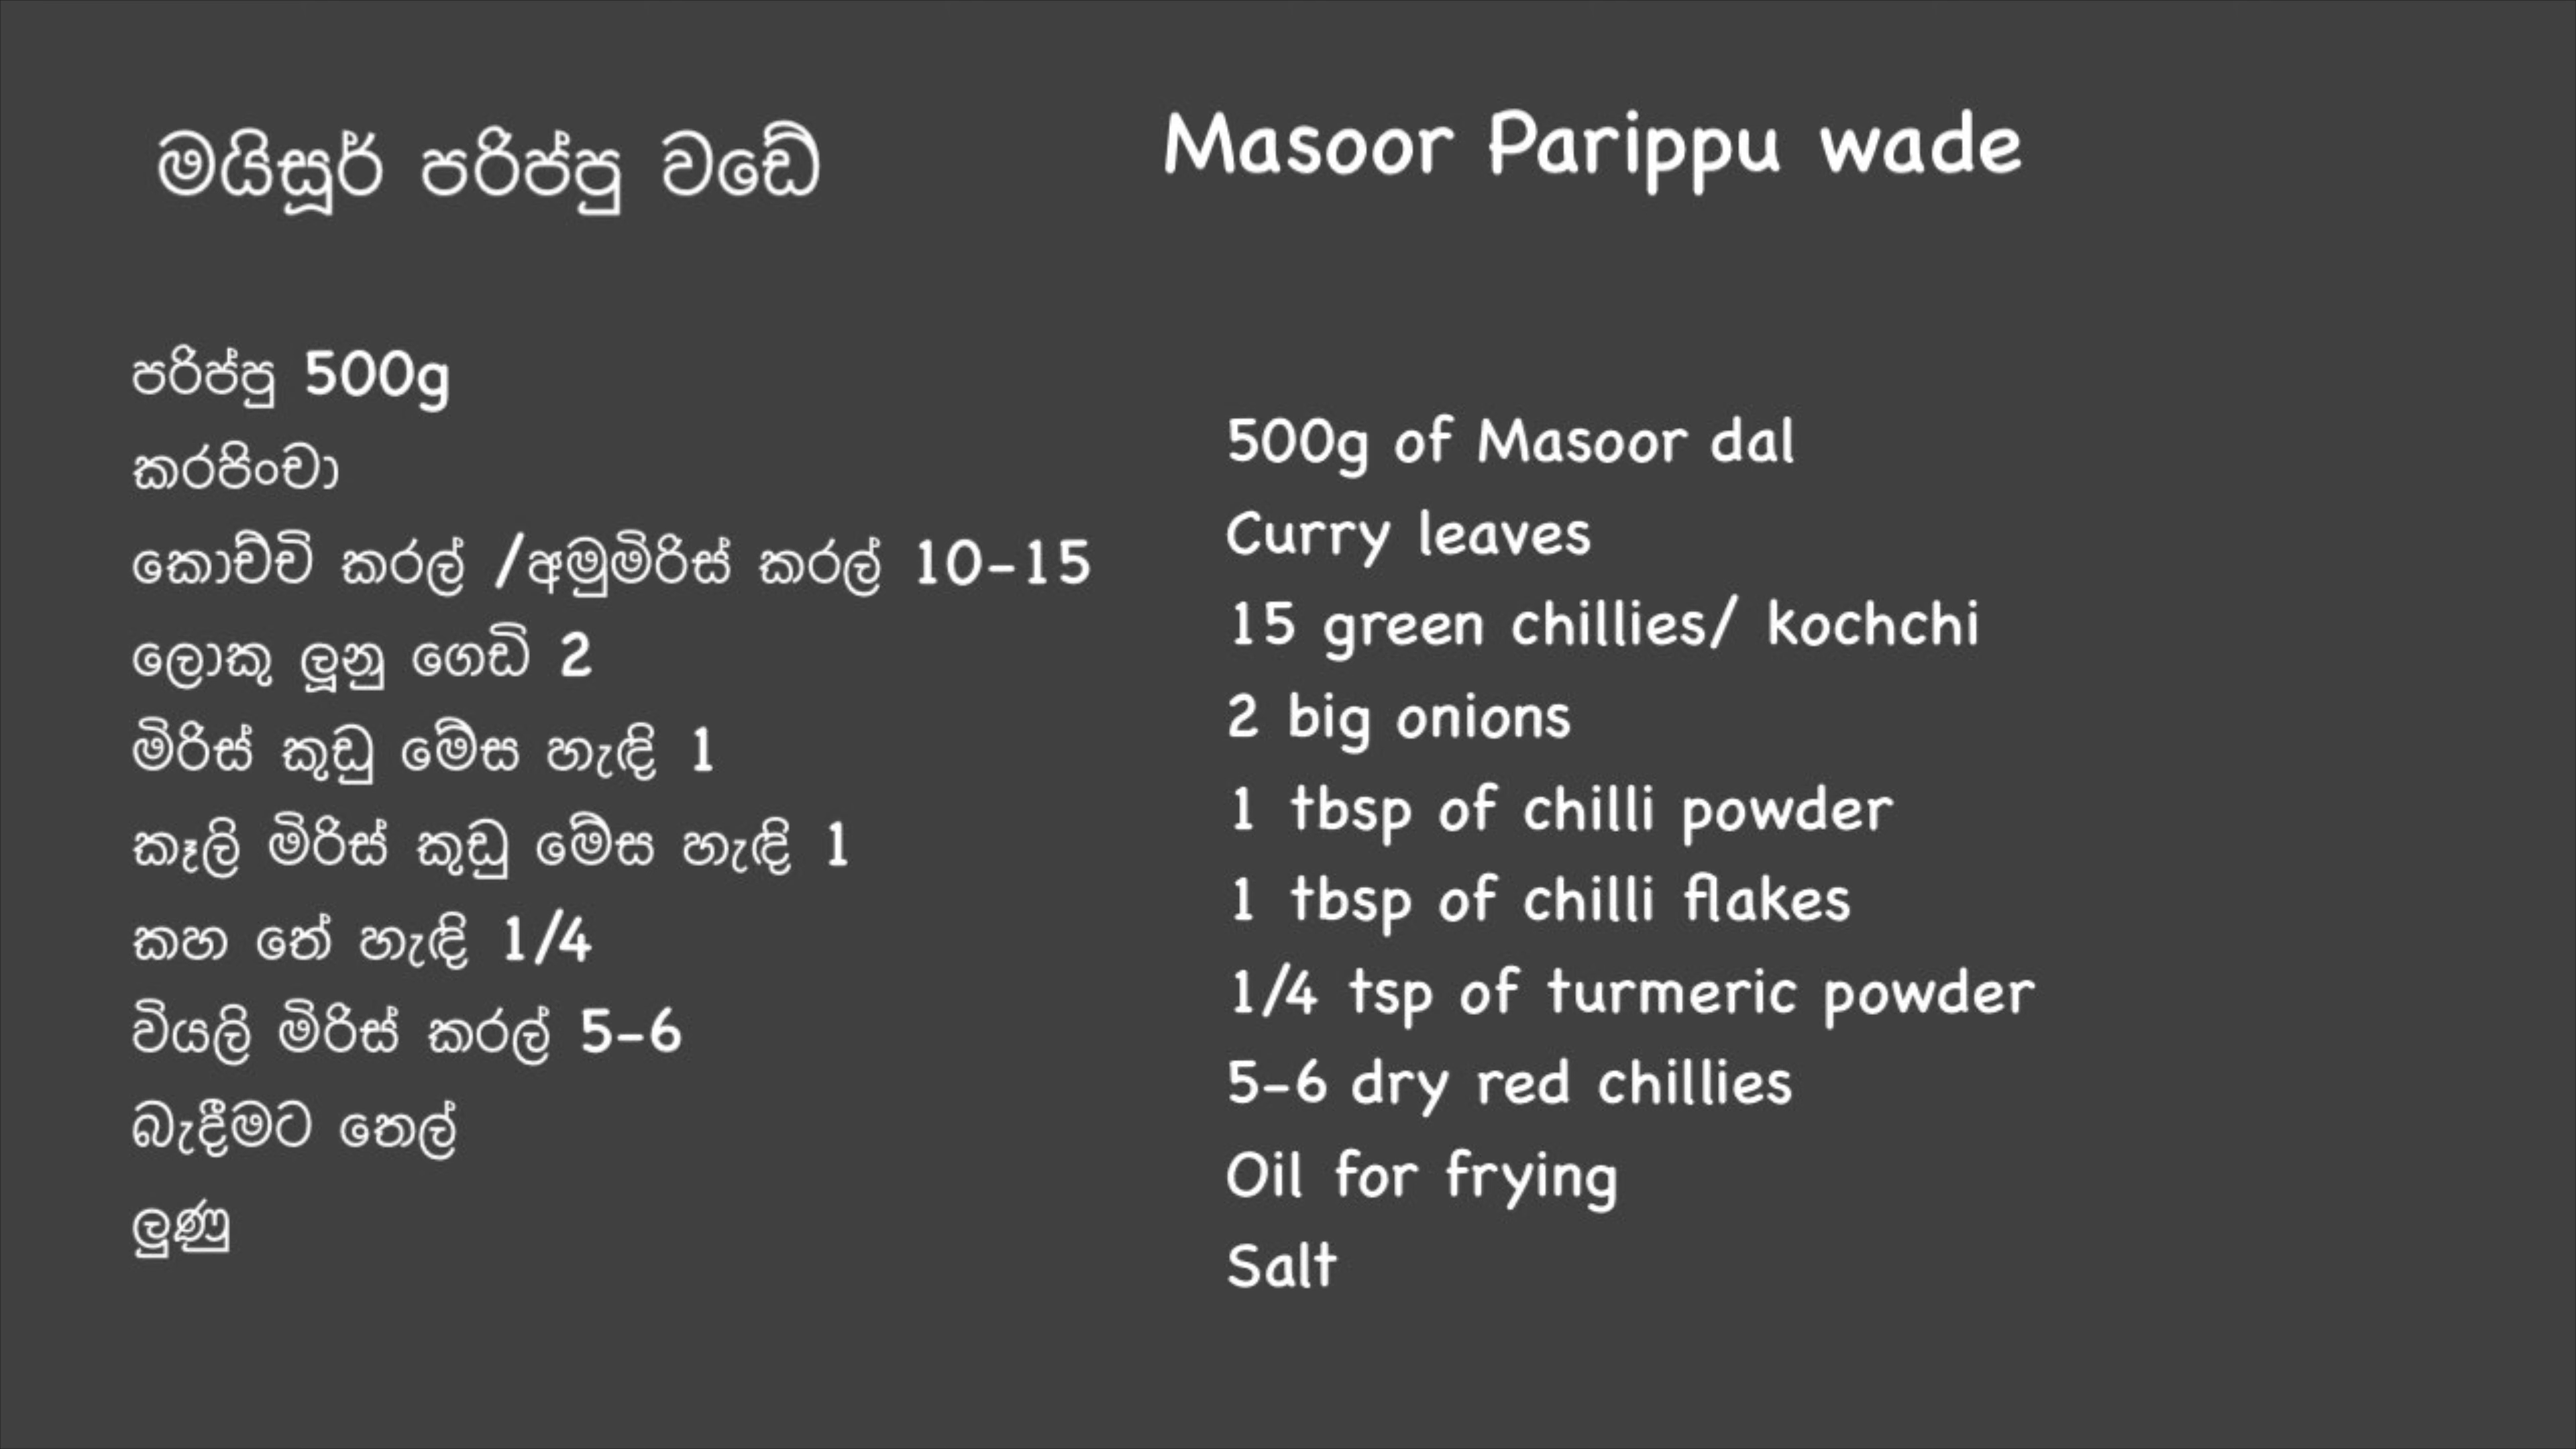 මයිසූර් පරිප්පු වඩේ
පරිප්පු 500g
කරපිංචා
කොච්චි කරල් /අමුමිරිස් කරල් 10-15
ලොකු ලූනු ගෙඩි 2
මිරිස් කුඩු මේස හැඳි 1
කෑලි මිරිස් කුඩු මේස හැඳි 1
කහ තේ හැඳි 1/4
වියලි මිරිස් කරල් 5-6
බැදීමට තෙල්
ලුණු
Masoor Parippu wade
500g of Masoor dal
Curry leaves
15 green chillies/ kochchi
2 big onions
1 tbsp of chilli powder
1 tbsp of chilli flakes
1/4 tsp of turmeric powder
5-6 dry red chillies
Oil for frying
Salt